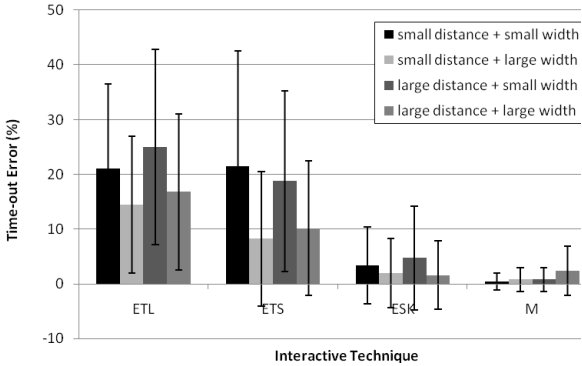 50
40
30
20
10
0
-10
Time-out Error (%)
small distance + small width
small distance + large width
large distance + small width
large distance + large width
ETL
ETS
ESK
M
Interactive Technique